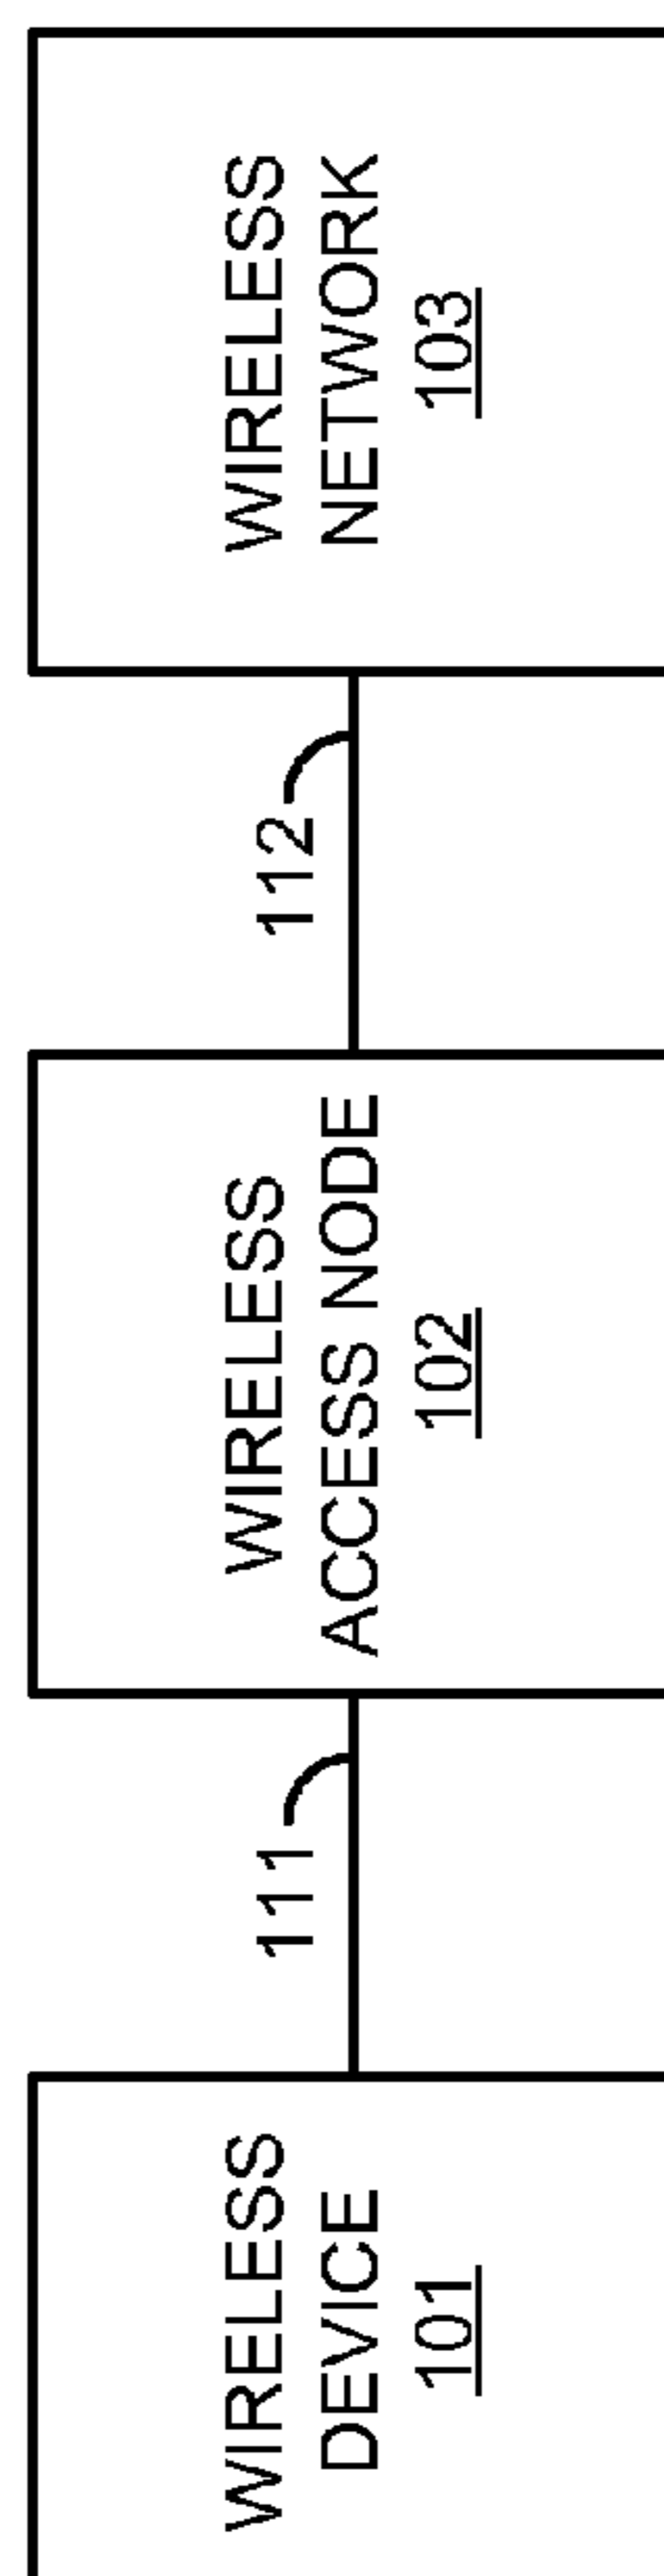 WIRELESS
DEVICE
101
111
WIRELESS
ACCESS NODE
102
112
WIRELESS
NETWORK
103